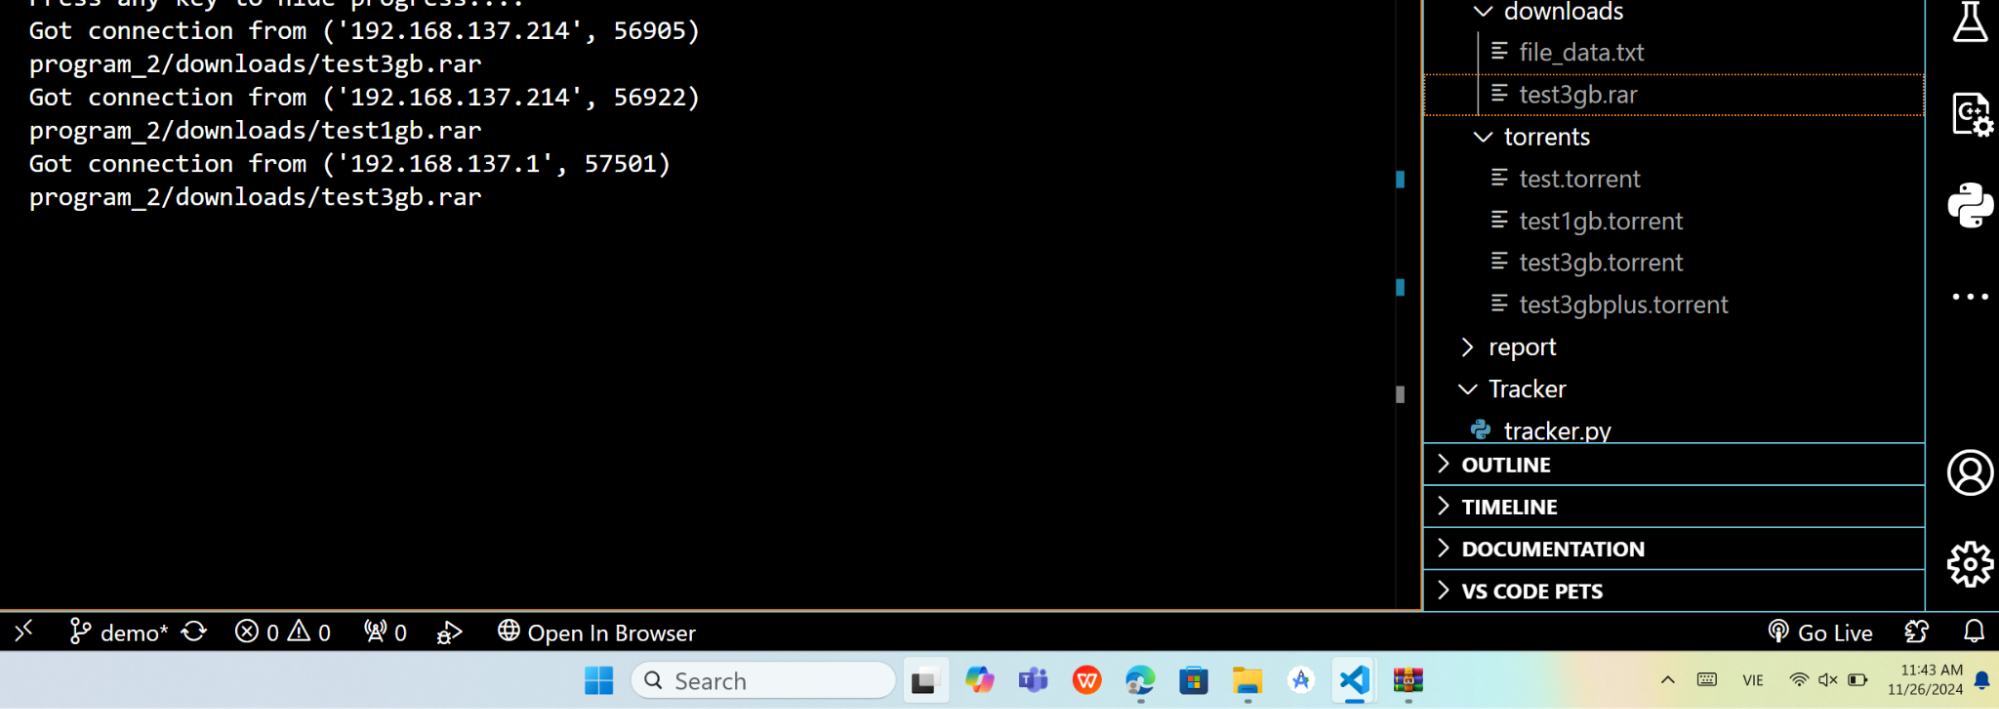 Press any key to hide progress....
Got connection from ('192.168.137.214', 56905)
program_2/downloads/test3gb.rar
Got connection from ('192.168.137.214', 56922)
program_2/downloads/test1gb.rar
Got connection from ('192.168.137.1', 57501)
program_2/downloads/test3gb.rar
downloads
file_data.txt
test3gb.rar
torrents
test.torrent
test1gb.torrent
test3gb.torrent
test3gbplus.torrent
report
Tracker
tracker.py
OUTLINE
TIMELINE
DOCUMENTATION
VS CODE PETS
demo* 0 0 0 Open In Browser
Go Live
Search
VIE
11:43 AM
11/26/2024